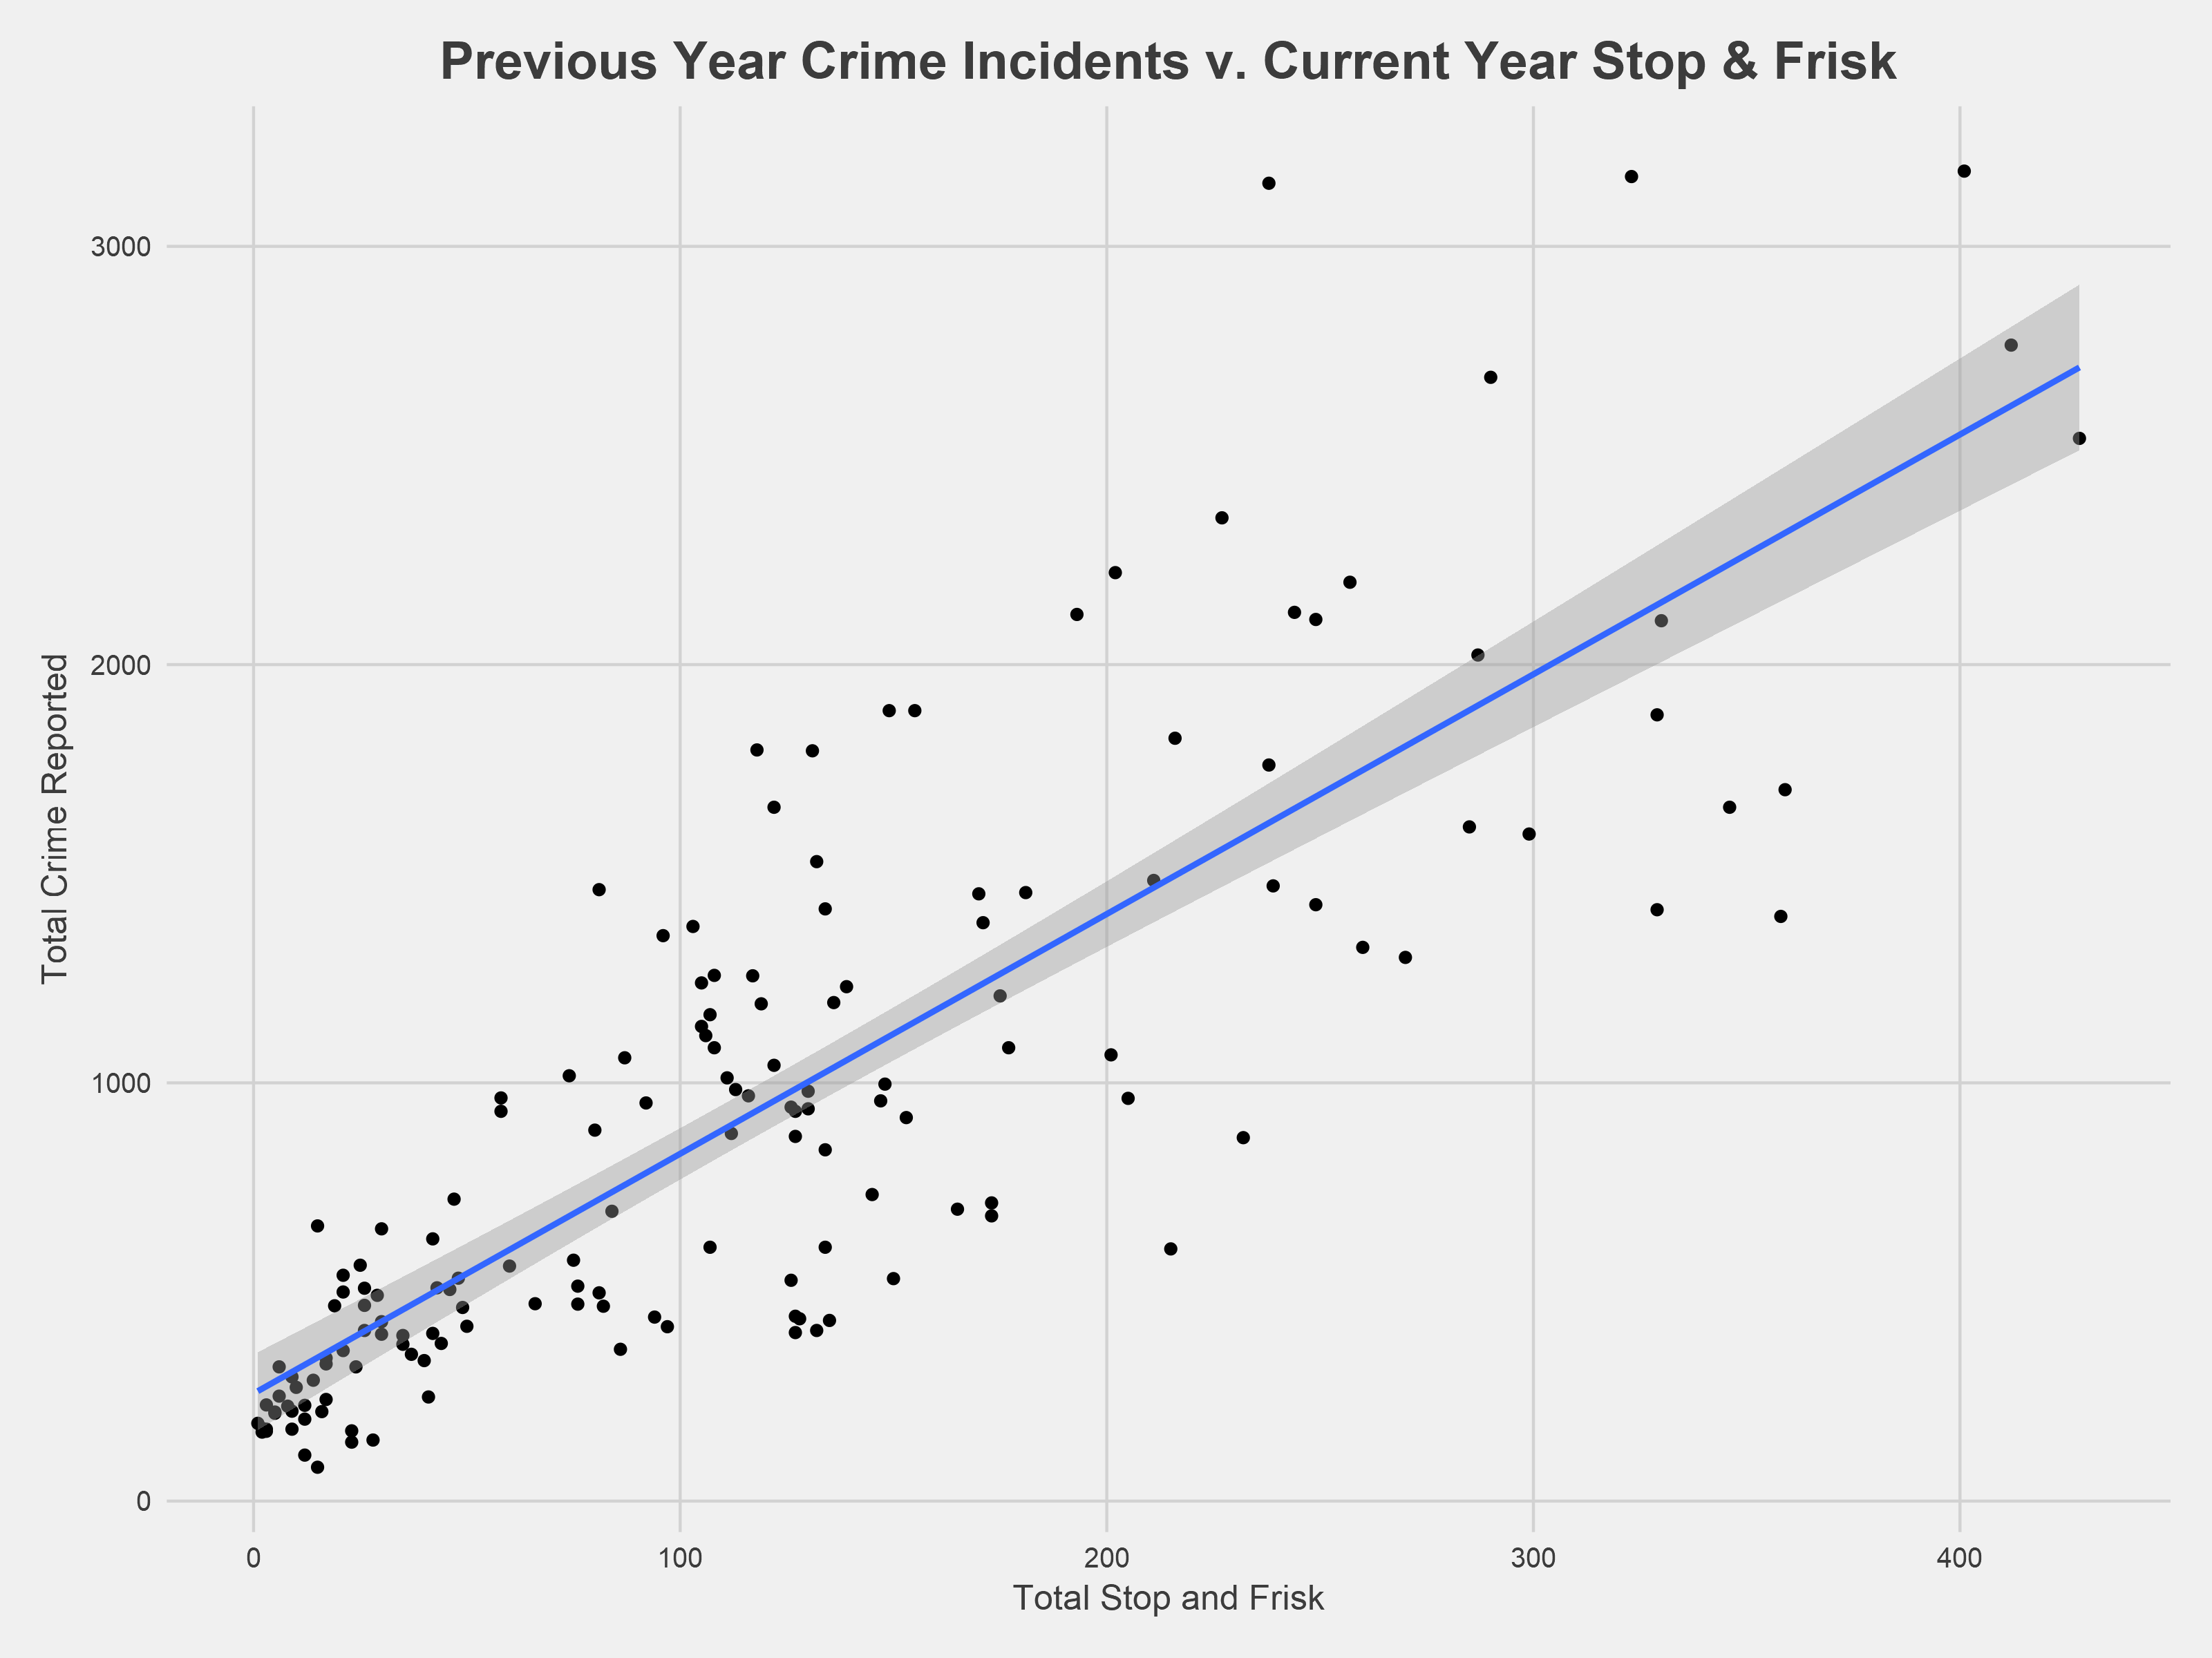 Previous Year Crime Incidents v. Current Year Stop & Frisk
Total Crime Reported
3000
2000
1000
0
0 100 200 300 400
Total Stop and Frisk